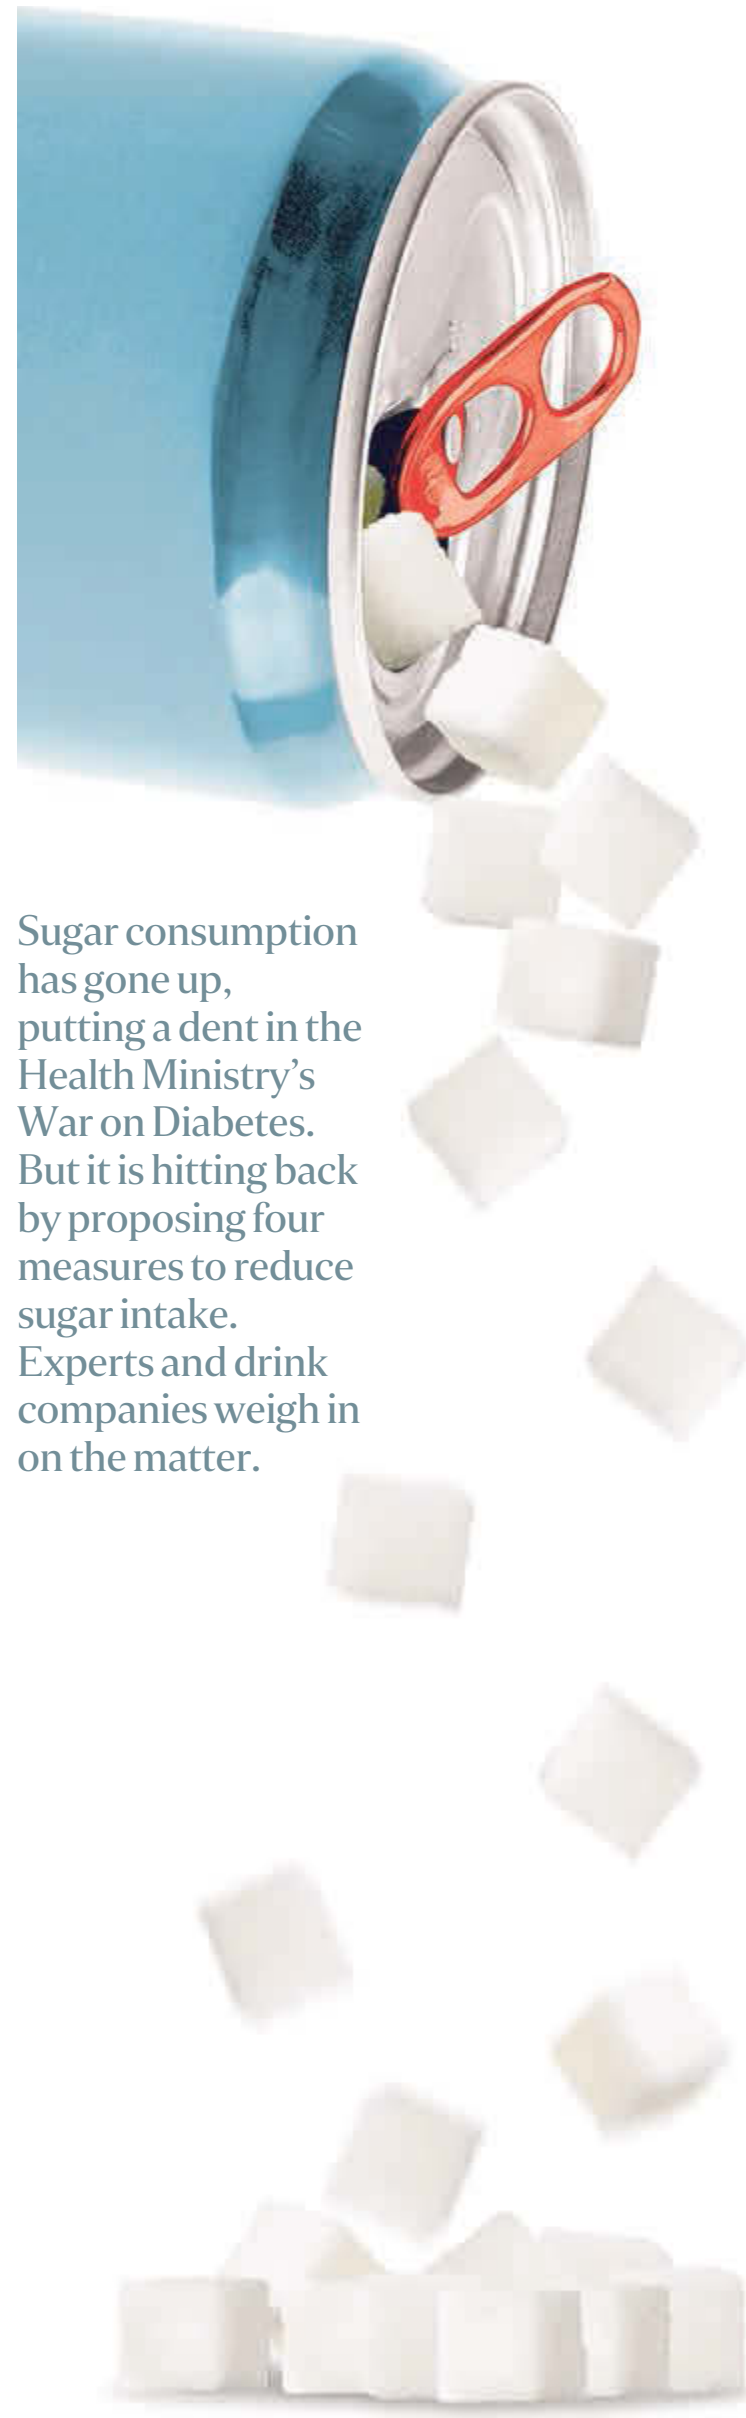 Sugar consumption
has gone up,
putting a dent in the
Health Ministry’s
War on Diabetes.
But it is hitting back
by proposing four
measures to reduce
sugar intake.
Experts and drink
companies weigh in
on the matter.